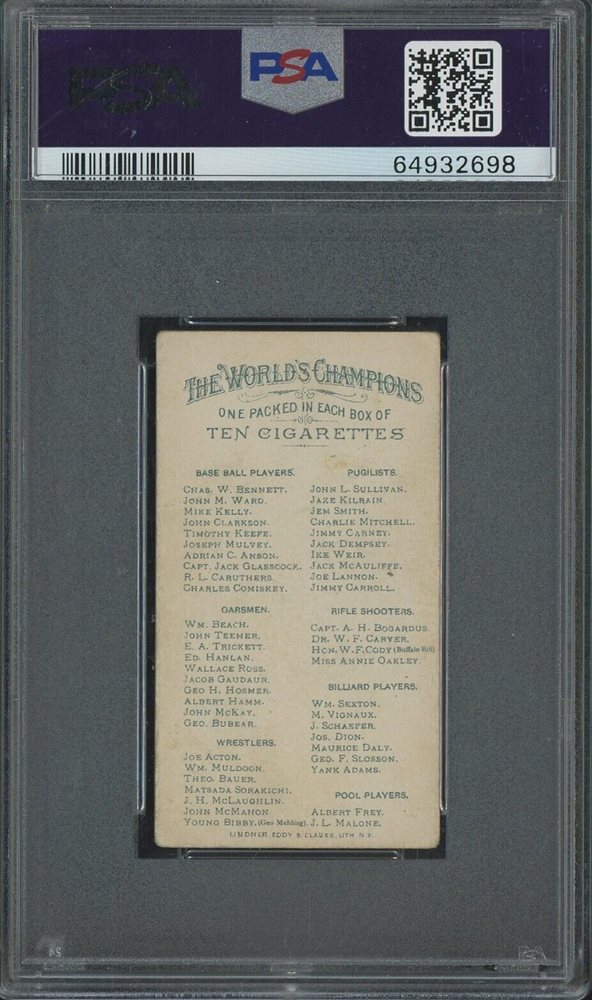 PSA
PSA
64932698
THE WORLD'S CHAMPIONS
ONE PACKED IN EACH BOX OF
TEN CIGARETTES
BASE BALL PLAYERS.
CHAS. W. BENNETT.
JOHN M. WARD.
MIKE KELLY.
JOHN CLARKSON.
TIMOTHY KEEFE.
JOSEPH MULVEY.
ADRIAN C. ANSON.
CAPT. JACK GLASSCOCK.
R. L. CARUTHERS.
CHARLES COMISKEY.
OARSMEN.
WM. BEACH.
JOHN TEEMER.
E. A. TRICKETT.
ED. HANLAN.
WALLACE ROSS.
JACOB GAUDAUR.
GEO H. HOSMER.
ALBERT HAMM.
JOHN McKAY.
GEO. BUBEAR.
WRESTLERS.
JOE ACTON.
WM. MULDOON.
THEO. BAUER.
MATSADA SORAKICHI.
J. H. McLAUGHLIN.
JOHN McMAHON.
YOUNG BIBBY. (Geo Mehling).
PUGILISTS.
JOHN L. SULLIVAN.
JAKE KILRAIN.
JEM SMITH.
CHARLIE MITCHELL.
JIMMY CARNEY.
JACK DEMPSEY.
IKE WEIR.
JACK McAULIFFE.
JOE LANNON.
JIMMY CARROLL.
RIFLE SHOOTERS.
CAPT. A. H. BOGARDUS.
DR. W. F. CARVER.
HON. W. F. CODY (Buffalo Bill)
MISS ANNIE OAKLEY
BILLIARD PLAYERS.
WM. SEXTON.
M. VIGNAUX.
J. SCHAEFER.
JOS. DION.
MAURICE DALY.
GEO. F. SLOSSON.
YANK ADAMS.
POOL PLAYERS.
ALBERT FREY.
J. L. MALONE.
LINDNER, EDDY & CLAUSS, LITH. N.Y.